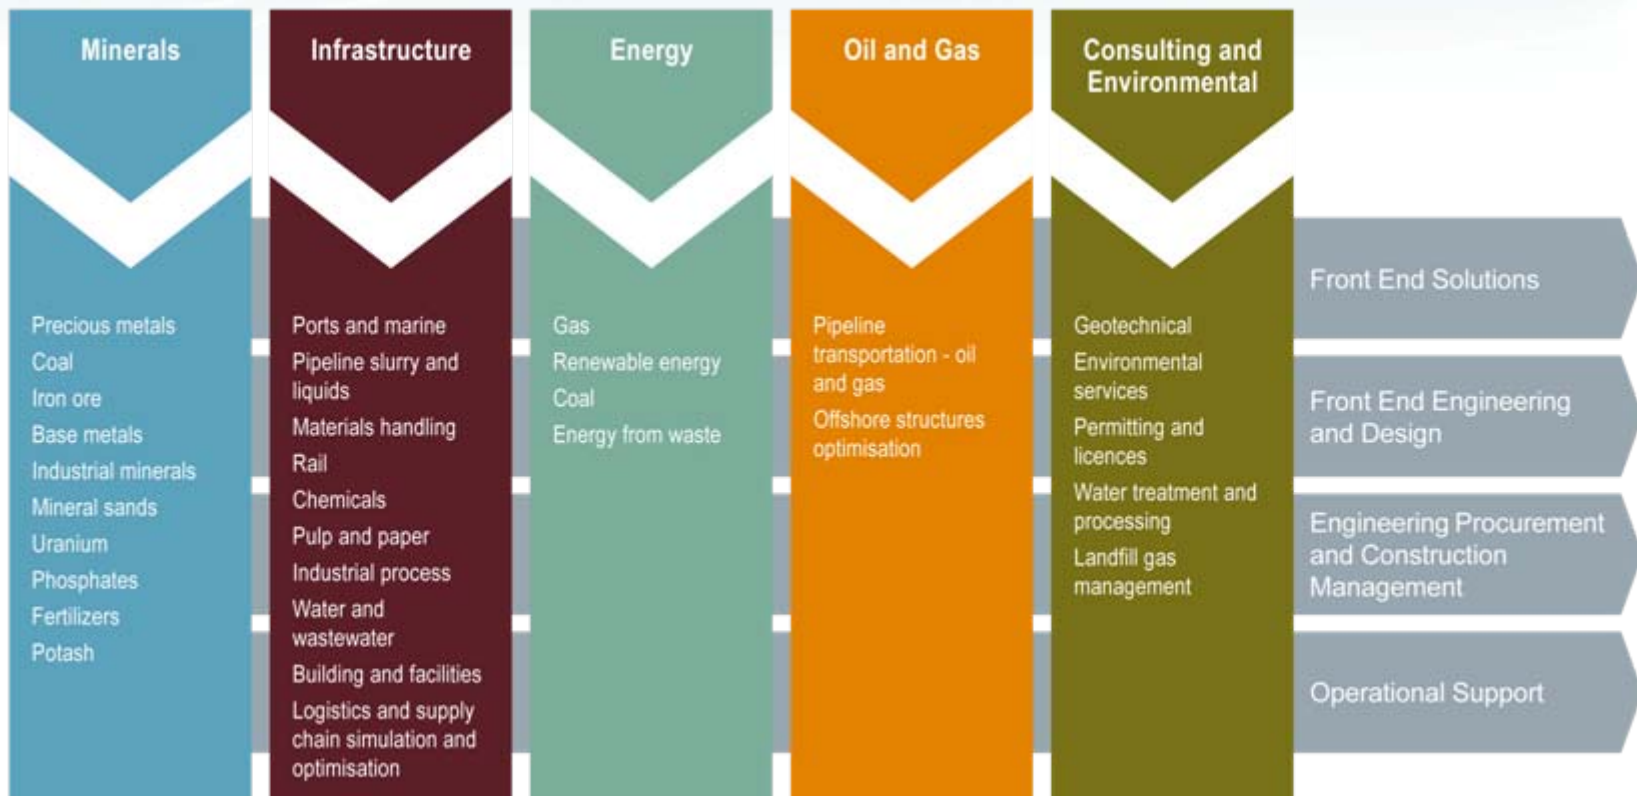 Minerals
Precious metals
Coal
Iron ore
Base metals
Industrial minerals
Mineral sands
Uranium
Phosphates
Fertilizers
Potash
Infrastructure
Ports and marine
Pipeline slurry and
liquids
Materials handling
Rail
Chemicals
Pulp and paper
Industrial process
Water and
wastewater
Building and facilities
Logistics and supply
chain simulation and
optimisation
Energy
Gas
Renewable energy
Coal
Energy from waste
Oil and Gas
Pipeline
transportation - oil
and gas
Offshore structures
optimisation
Consulting and
Environmental
Geotechnical
Environmental
services
Permitting and
licences
Water treatment and
processing
Landfill gas
management
Front End Solutions
Front End Engineering
and Design
Engineering Procurement
and Construction
Management
Operational Support